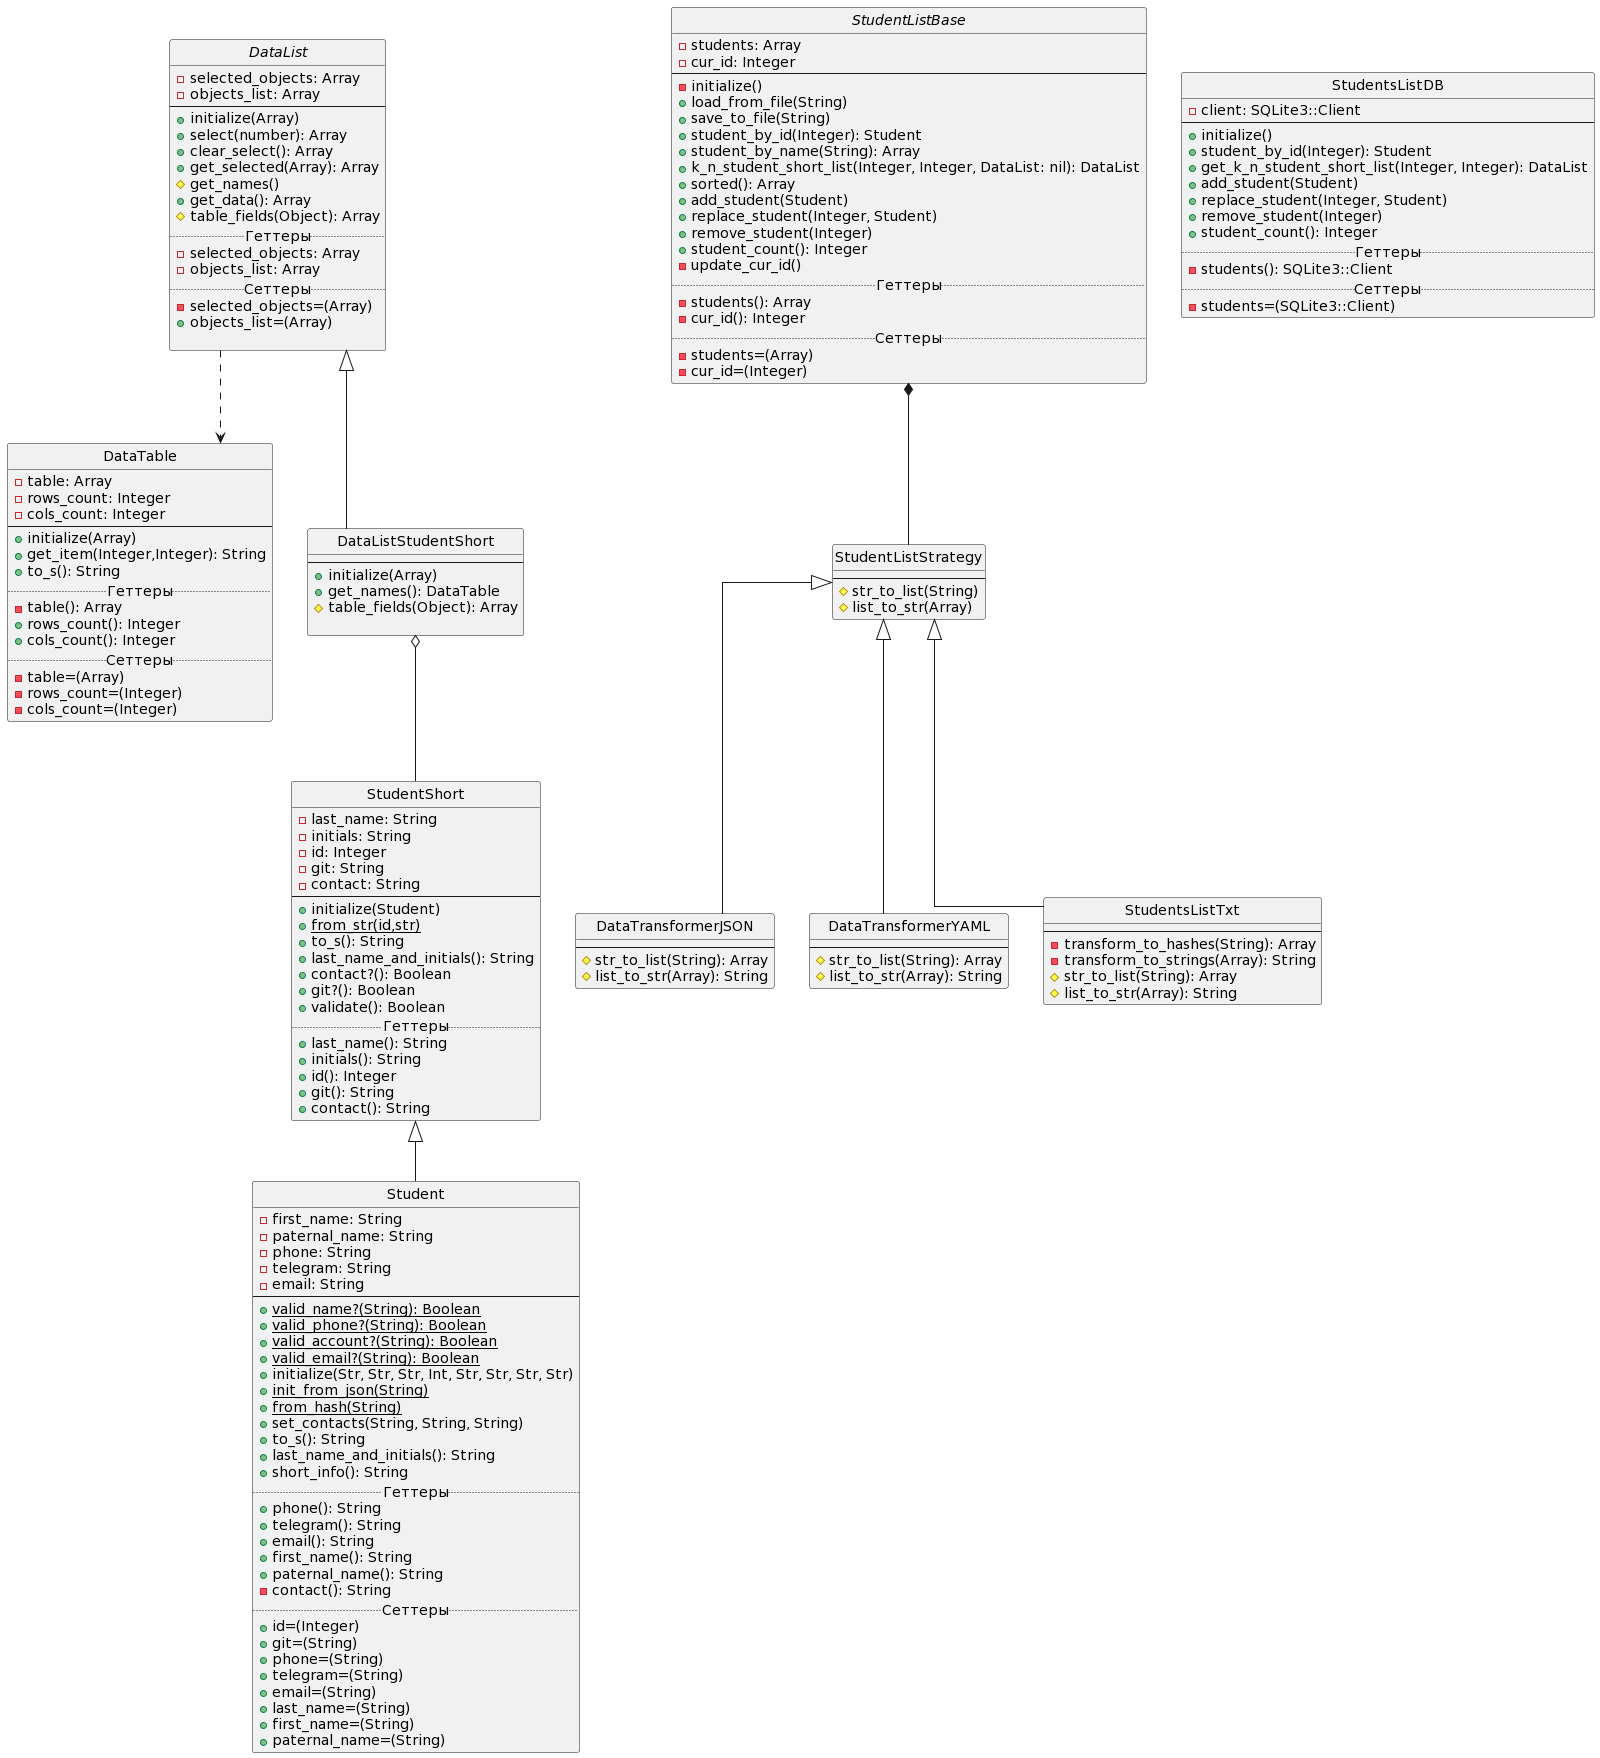 DataList
selected_objects: Array
objects_list: Array
initialize(Array)
select(number): Array
clear_select(): Array
get_selected(Array): Array
get_names()
get_data(): Array
table_fields(Object): Array
Геттеры
selected_objects: Array
objects_list: Array
Сеттеры
selected_objects=(Array)
objects_list=(Array)
StudentListBase
students: Array
cur_id: Integer
initialize()
load_from_file(String)
save_to_file(String)
student_by_id(Integer): Student
student_by_name(String): Array
k_n_student_short_list(Integer, Integer, DataList: nil): DataList
sorted(): Array
add_student(Student)
replace_student(Integer, Student)
remove_student(Integer)
student_count(): Integer
update_cur_id()
Геттеры
students(): Array
cur_id(): Integer
Сеттеры
students=(Array)
cur_id=(Integer)
StudentsListDB
client: SQLite3::Client
initialize()
student_by_id(Integer): Student
get_k_n_student_short_list(Integer, Integer): DataList
add_student(Student)
replace_student(Integer, Student)
remove_student(Integer)
student_count(): Integer
Геттеры
students(): SQLite3::Client
Сеттеры
students=(SQLite3::Client)
DataTable
table: Array
rows_count: Integer
cols_count: Integer
initialize(Array)
get_item(Integer,Integer): String
to_s(): String
Геттеры
table(): Array
rows_count(): Integer
cols_count(): Integer
Сеттеры
table=(Array)
rows_count=(Integer)
cols_count=(Integer)
DataListStudentShort
initialize(Array)
get_names(): DataTable
table_fields(Object): Array
StudentListStrategy
str_to_list(String)
list_to_str(Array)
StudentShort
last_name: String
initials: String
id: Integer
git: String
contact: String
initialize(Student)
from_str(id,str)
to_s(): String
last_name_and_initials(): String
contact?(): Boolean
git?(): Boolean
validate(): Boolean
Геттеры
last_name(): String
initials(): String
id(): Integer
git(): String
contact(): String
DataTransformerJSON
str_to_list(String): Array
list_to_str(Array): String
DataTransformerYAML
str_to_list(String): Array
list_to_str(Array): String
StudentsListTxt
transform_to_hashes(String): Array
transform_to_strings(Array): String
str_to_list(String): Array
list_to_str(Array): String
Student
first_name: String
paternal_name: String
phone: String
telegram: String
email: String
valid_name?(String): Boolean
valid_phone?(String): Boolean
valid_account?(String): Boolean
valid_email?(String): Boolean
initialize(Str, Str, Str, Int, Str, Str, Str, Str)
init_from_json(String)
from_hash(String)
set_contacts(String, String, String)
to_s(): String
last_name_and_initials(): String
short_info(): String
Геттеры
phone(): String
telegram(): String
email(): String
first_name(): String
paternal_name(): String
contact(): String
Сеттеры
id=(Integer)
git=(String)
phone=(String)
telegram=(String)
email=(String)
last_name=(String)
first_name=(String)
paternal_name=(String)